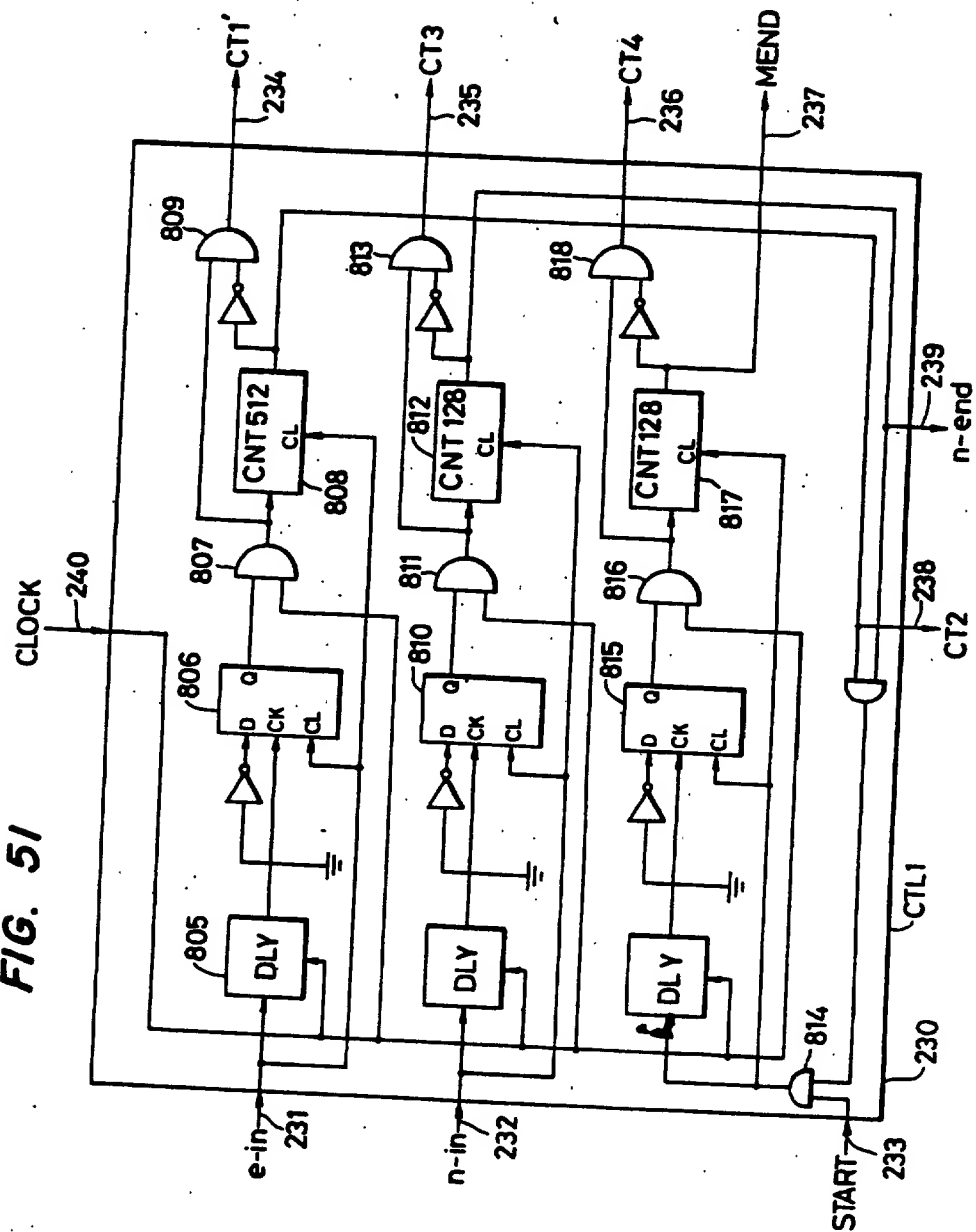 FIG. 51
CLOCK
240
e-in
231
805
DLY
806
D
CK
CL
Q
807
CNT 512
CL
808
809
CT1'
234
n-in
232
DLY
810
D
CK
CL
Q
811
812
CNT 128
CL
813
CT3
235
START
233
814
DLY
815
D
CK
CL
Q
816
CNT 128
CL
817
818
CT4
236
MEND
237
230
CTL1
CT2
238
n-end
239